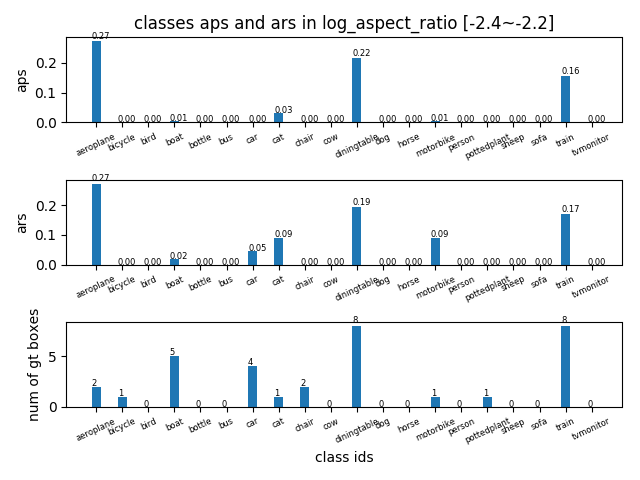 classes aps and ars in log_aspect_ratio [-2.4~-2.2]
aps
0.2
0.1
0.0
0.27 0.00 0.00 0.01 0.00 0.00 0.00 0.03 0.00 0.00 0.22 0.00 0.00 0.01 0.00 0.00 0.00 0.00 0.16 0.00
aeroplane bicycle bird boat bottle bus car cat chair cow diningtable dog horse motorbike person pottedplant sheep sofa train tvmonitor
ars
0.2
0.1
0.0
0.27 0.00 0.00 0.02 0.00 0.00 0.05 0.09 0.00 0.00 0.19 0.00 0.00 0.09 0.00 0.00 0.00 0.00 0.17 0.00
aeroplane bicycle bird boat bottle bus car cat chair cow diningtable dog horse motorbike person pottedplant sheep sofa train tvmonitor
num of gt boxes
5
0
2 1 0 5 0 0 4 1 2 0 8 0 0 1 0 1 0 0 8 0
aeroplane bicycle bird boat bottle bus car cat chair cow diningtable dog horse motorbike person pottedplant sheep sofa train tvmonitor
class ids